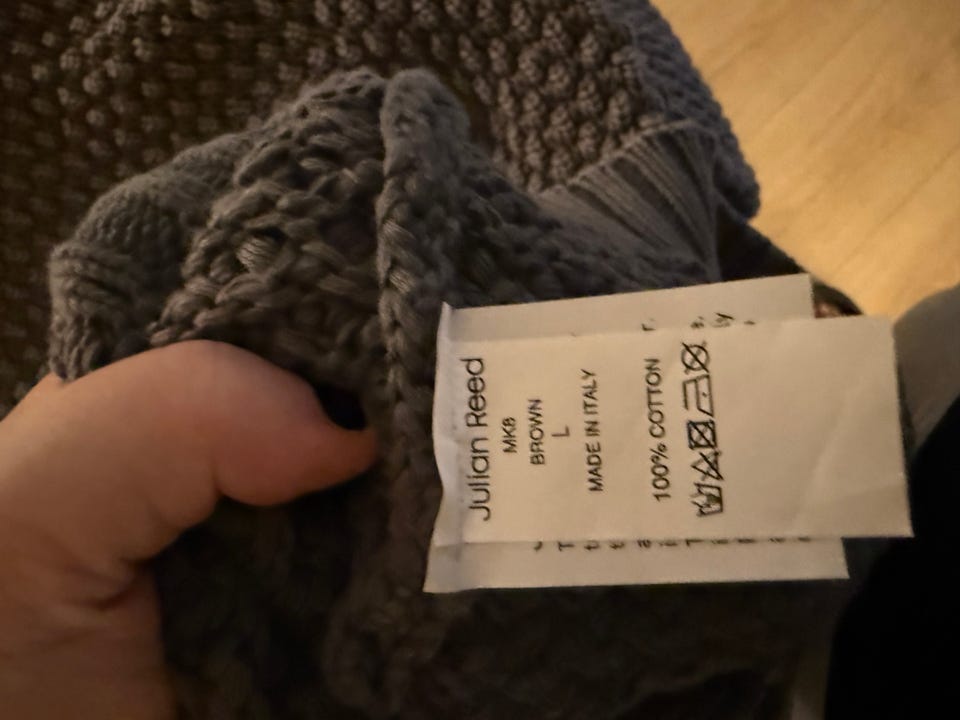 Julian Reed
MK8
BROWN
L
MADE IN ITALY
100% COTTON